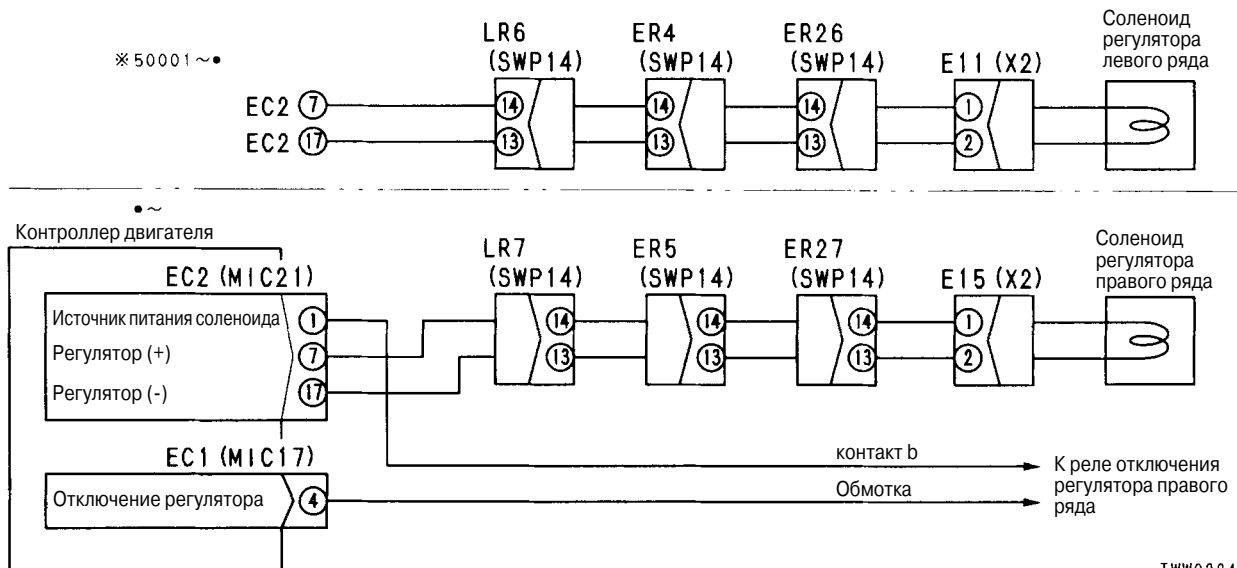 ※50001~●
LR6
(SWP14)
ER4
(SWP14)
ER26
(SWP14)
E11 (X2)
Соленоид
регулятора
левого ряда
EC2 7
14
14
14
1
EC2 17
13
13
13
2
●~
Контроллер двигателя
EC2 (MIC21)
LR7
(SWP14)
ER5
(SWP14)
ER27
(SWP14)
E15 (X2)
Соленоид
регулятора
правого ряда
Источник питания соленоида 1
14
14
14
1
Регулятор (+) 7
13
13
13
2
Регулятор (-) 17
EC1 (MIC17)
контакт b
Отключение регулятора 4
Обмотка
К реле отключения
регулятора правого
ряда